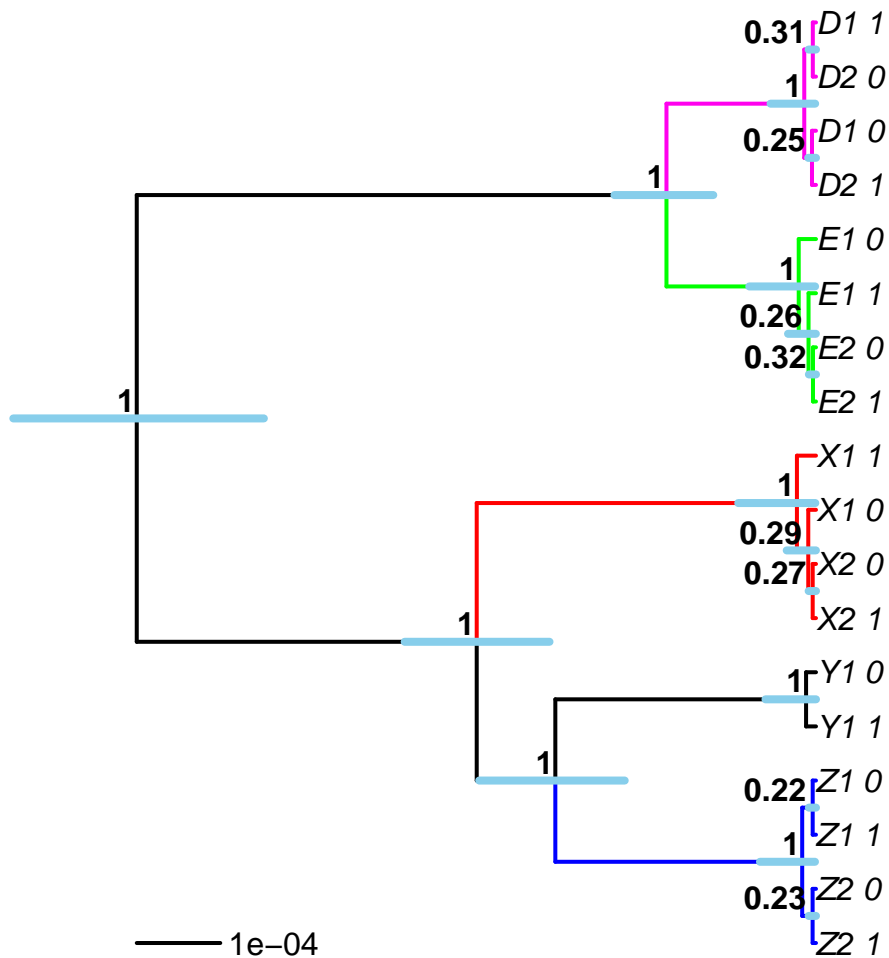 0.31
D1 1
D2 0
1
0.25
D1 0
D2 1
1
E1 0
1
E1 1
0.26
E2 0
0.32
E2 1
1
X1 1
1
X1 0
0.29
X2 0
0.27
X2 1
1
Y1 0
1
Y1 1
1
Z1 0
0.22
Z1 1
1
Z2 0
0.23
Z2 1
1e−04